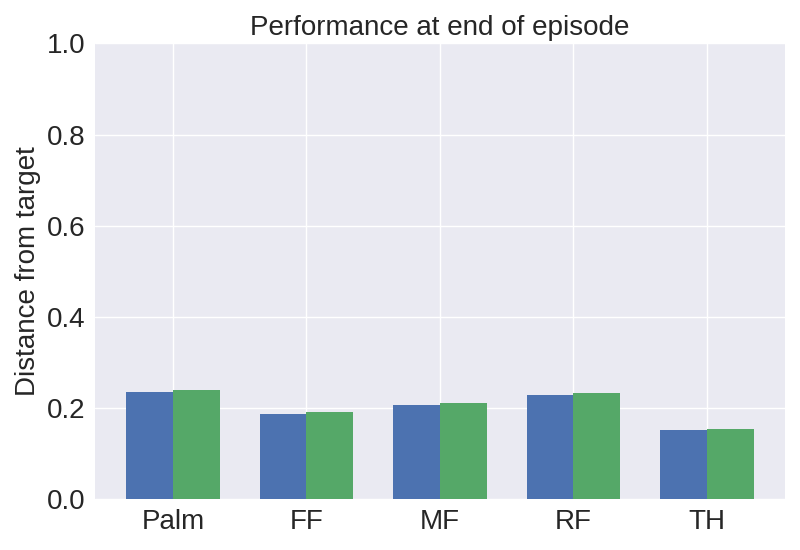 Performance at end of episode
Distance from target
1.0
0.8
0.6
0.4
0.2
0.0
Palm FF MF RF TH